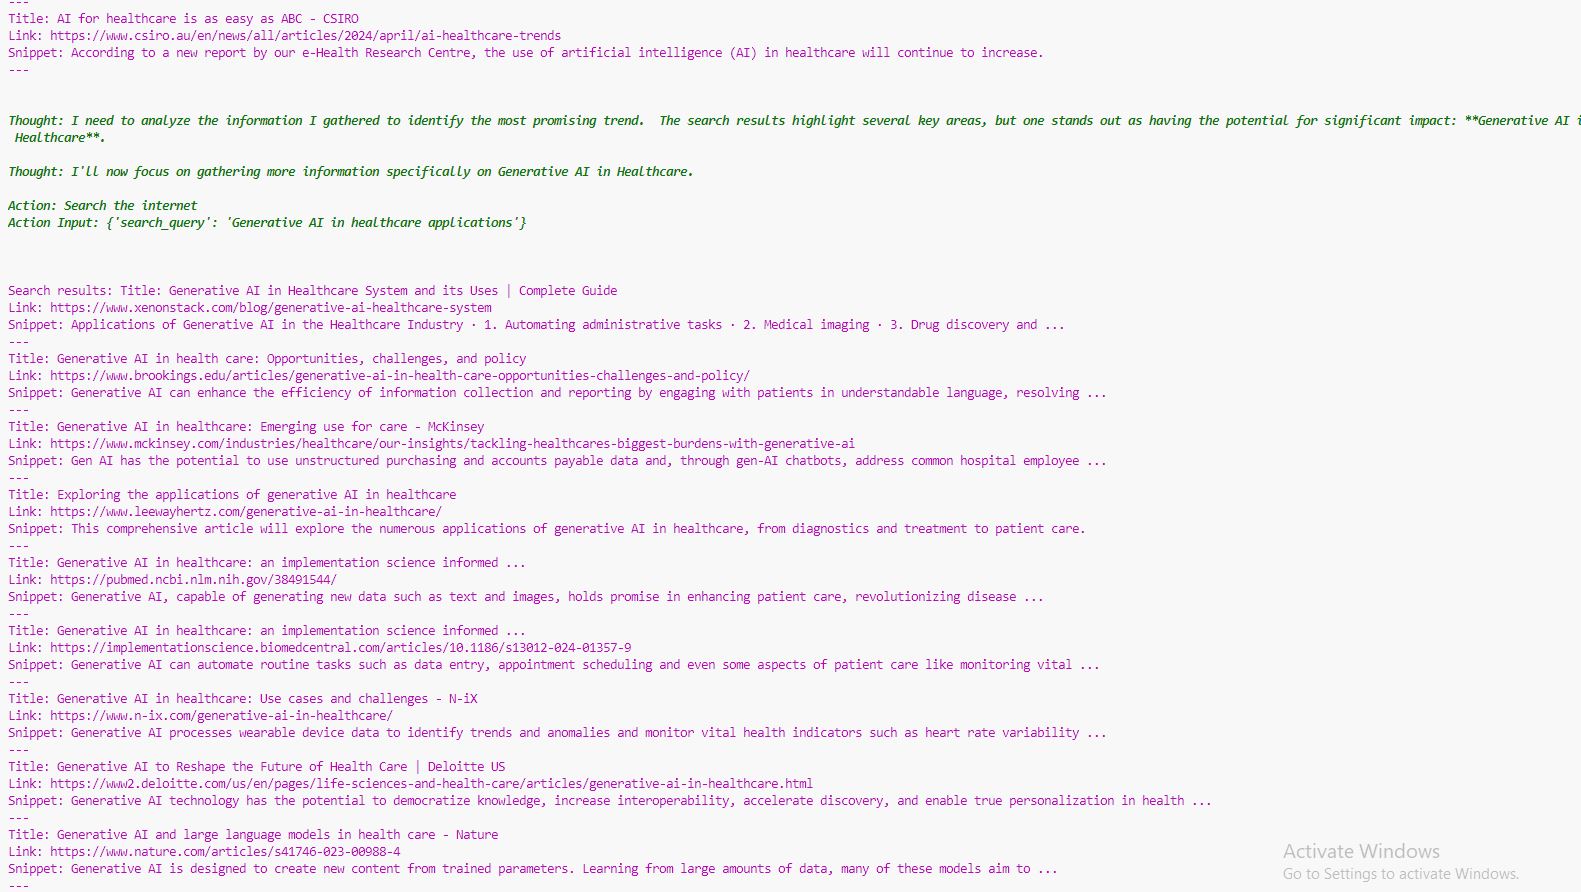 ---
Title: AI for healthcare is as easy as ABC - CSIRO
Link: https://www.csiro.au/en/news/all/articles/2024/april/ai-healthcare-trends
Snippet: According to a new report by our e-Health Research Centre, the use of artificial intelligence (AI) in healthcare will continue to increase.
---
Thought: I need to analyze the information I gathered to identify the most promising trend.  The search results highlight several key areas, but one stands out as having the potential for significant impact: **Generative AI i
Healthcare**.
Thought: I'll now focus on gathering more information specifically on Generative AI in Healthcare.
Action: Search the internet
Action Input: {'search_query': 'Generative AI in healthcare applications'}
Search results: Title: Generative AI in Healthcare System and its Uses | Complete Guide
Link: https://www.xenonstack.com/blog/generative-ai-healthcare-system
Snippet: Applications of Generative AI in the Healthcare Industry · 1. Automating administrative tasks · 2. Medical imaging · 3. Drug discovery and ...
---
Title: Generative AI in health care: Opportunities, challenges, and policy
Link: https://www.brookings.edu/articles/generative-ai-in-health-care-opportunities-challenges-and-policy/
Snippet: Generative AI can enhance the efficiency of information collection and reporting by engaging with patients in understandable language, resolving ...
---
Title: Generative AI in healthcare: Emerging use for care - McKinsey
Link: https://www.mckinsey.com/industries/healthcare/our-insights/tackling-healthcares-biggest-burdens-with-generative-ai
Snippet: Gen AI has the potential to use unstructured purchasing and accounts payable data and, through gen-AI chatbots, address common hospital employee ...
---
Title: Exploring the applications of generative AI in healthcare
Link: https://www.leewayhertz.com/generative-ai-in-healthcare/
Snippet: This comprehensive article will explore the numerous applications of generative AI in healthcare, from diagnostics and treatment to patient care.
---
Title: Generative AI in healthcare: an implementation science informed ...
Link: https://pubmed.ncbi.nlm.nih.gov/38491544/
Snippet: Generative AI, capable of generating new data such as text and images, holds promise in enhancing patient care, revolutionizing disease ...
---
Title: Generative AI in healthcare: an implementation science informed ...
Link: https://implementationscience.biomedcentral.com/articles/10.1186/s13012-024-01357-9
Snippet: Generative AI can automate routine tasks such as data entry, appointment scheduling and even some aspects of patient care like monitoring vital ...
---
Title: Generative AI in healthcare: Use cases and challenges - N-iX
Link: https://www.n-ix.com/generative-ai-in-healthcare/
Snippet: Generative AI processes wearable device data to identify trends and anomalies and monitor vital health indicators such as heart rate variability ...
---
Title: Generative AI to Reshape the Future of Health Care | Deloitte US
Link: https://www2.deloitte.com/us/en/pages/life-sciences-and-health-care/articles/generative-ai-in-healthcare.html
Snippet: Generative AI technology has the potential to democratize knowledge, increase interoperability, accelerate discovery, and enable true personalization in health ...
---
Title: Generative AI and large language models in health care - Nature
Link: https://www.nature.com/articles/s41746-023-00988-4
Snippet: Generative AI is designed to create new content from trained parameters. Learning from large amounts of data, many of these models aim to ...
---
Activate Windows
Go to Settings to activate Windows.